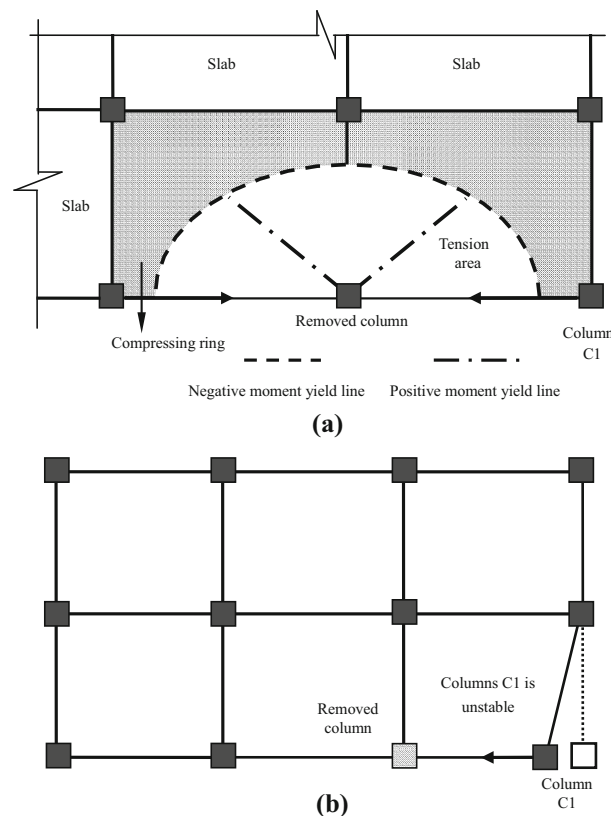 Slab
Slab
Slab
Tension
area
Removed column
Compressing ring
Column
C1
Negative moment yield line
Positive moment yield line
(a)
Columns C1 is
unstable
Removed
column
Column
C1
(b)